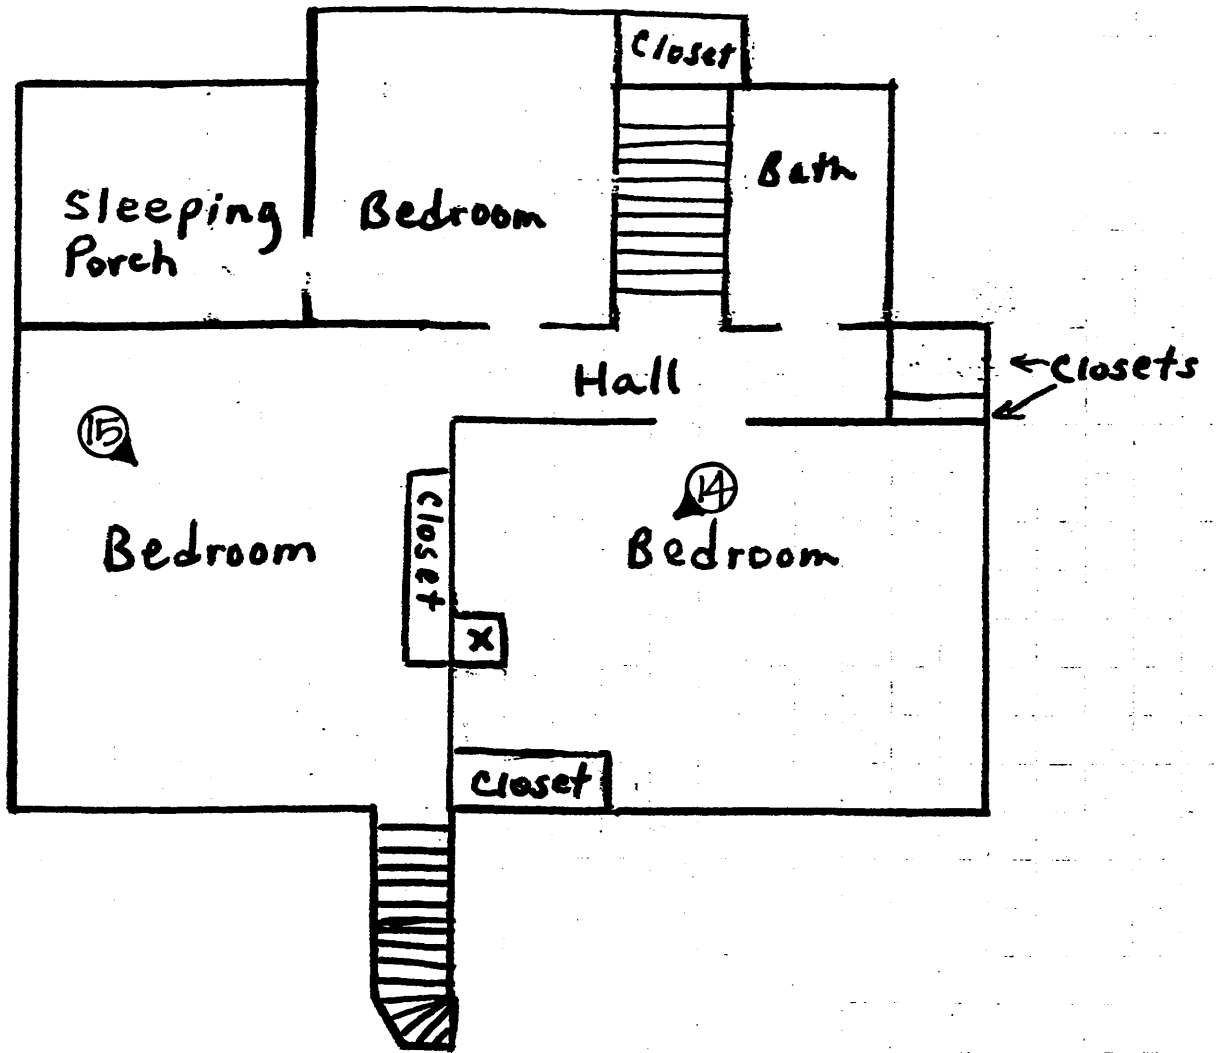 Closet
Bath
Sleeping
Porch
Bedroom
Hall
Closets
15
14
Closet
Bedroom
Bedroom
X
Closet